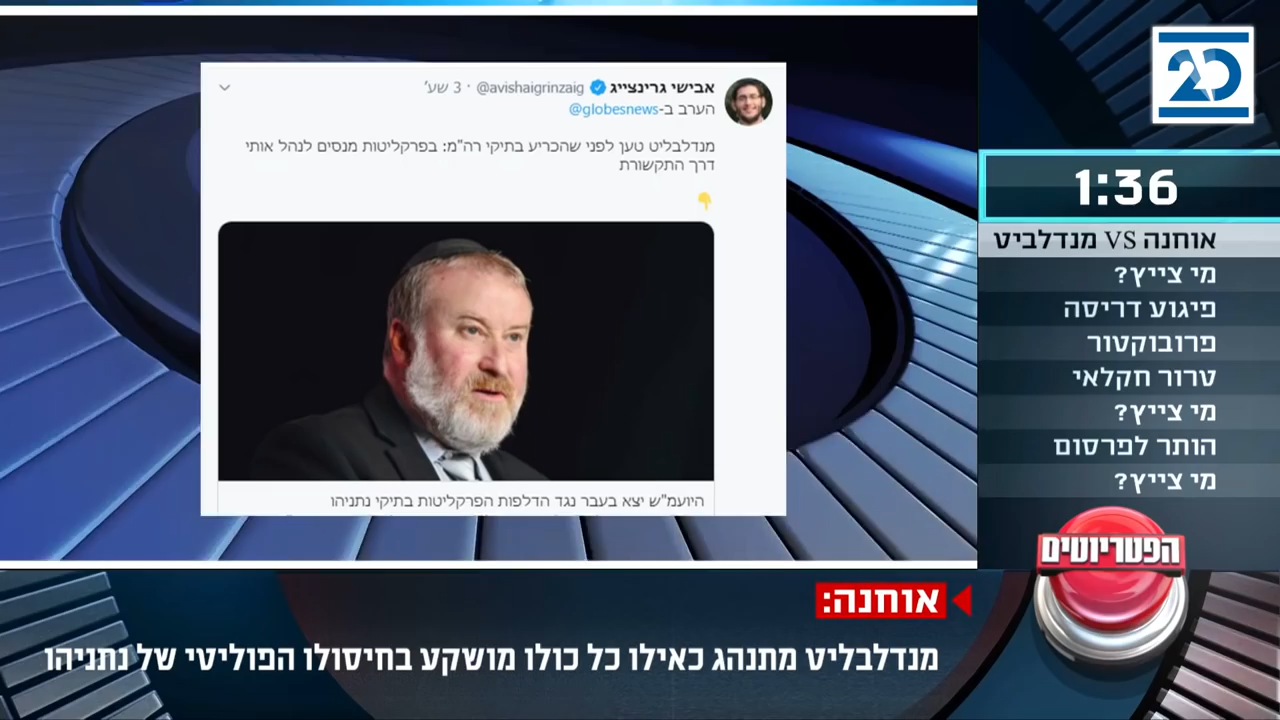 אבישי גרינצייג @avishaigrinzaig · 3 שע׳
הערב ב-@globesnews
מנדלבליט טען לפני שהכריע בתיקי רה"מ: בפרקליטות מנסים לנהל אותי
דרך התקשורת
היועמ"ש יצא בעבר נגד הדלפות הפרקליטות בתיקי נתניהו
20
1:36
אוחנה VS מנדלביט
מי צייץ?
פיגוע דריסה
פרובוקטור
טרור חקלאי
מי צייץ?
הותר לפרסום
מי צייץ?
הפטריוטים
אוחנה:
מנדלבליט מתנהג כאילו כל כולו מושקע בחיסולו הפוליטי של נתניהו